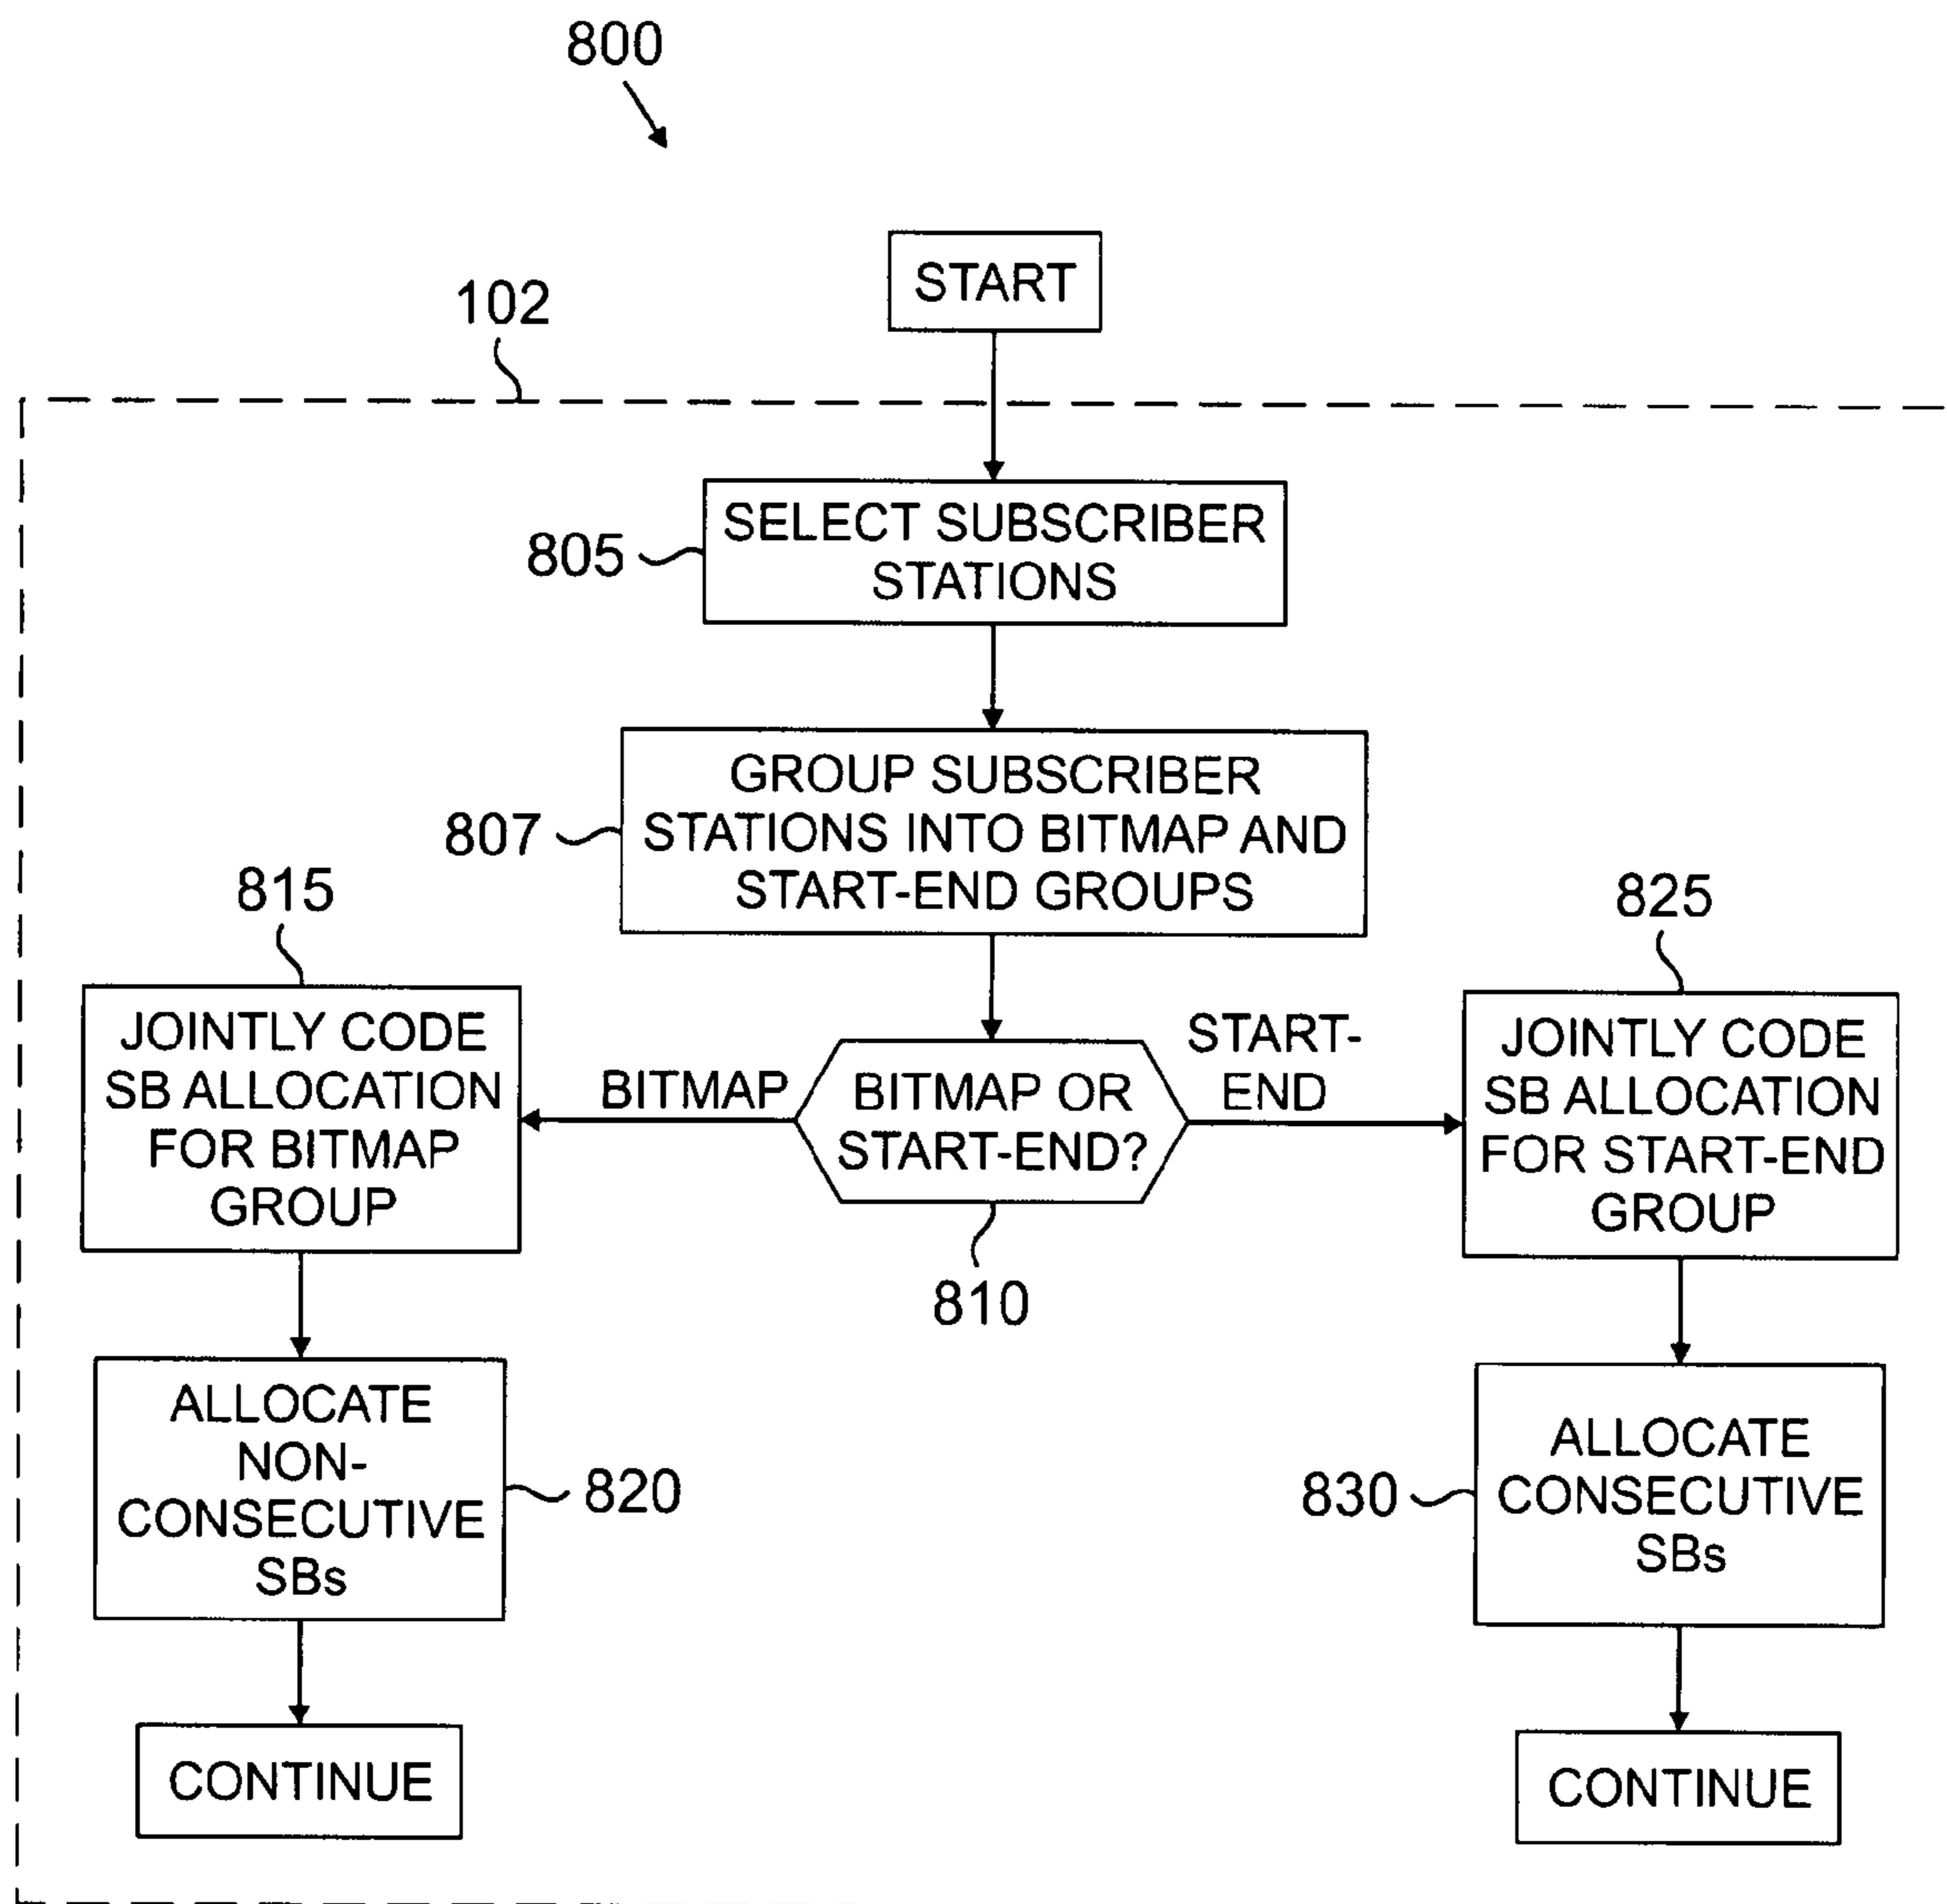 800
START
102
SELECT SUBSCRIBER
STATIONS
805
GROUP SUBSCRIBER
STATIONS INTO BITMAP AND
START-END GROUPS
807
815
825
JOINTLY CODE
SB ALLOCATION
FOR BITMAP
GROUP
BITMAP
BITMAP OR
START-END?
START-
END
JOINTLY CODE
SB ALLOCATION
FOR START-END
GROUP
810
ALLOCATE
NON-
CONSECUTIVE
SBs
820
830
ALLOCATE
CONSECUTIVE
SBs
CONTINUE
CONTINUE